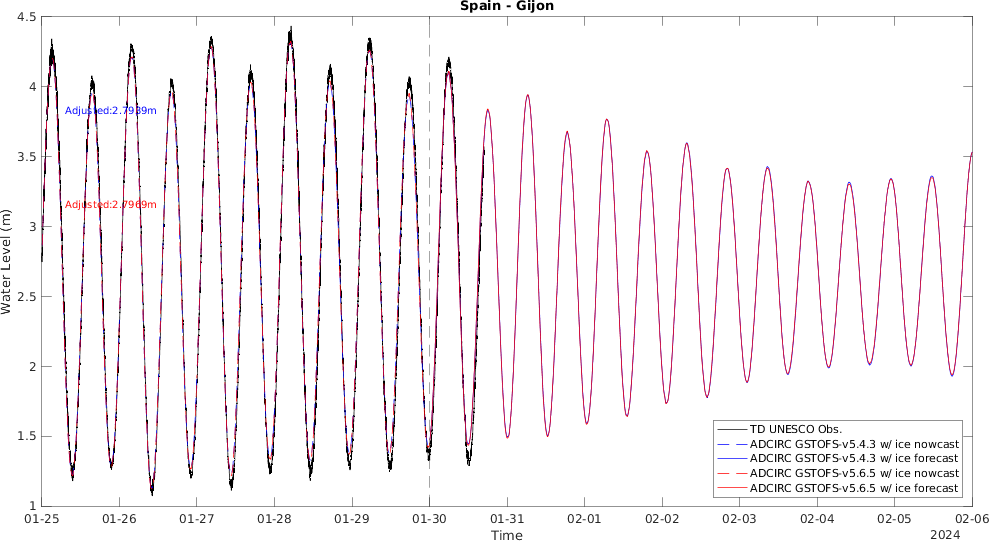 Spain - Gijon
Water Level (m)
4.5
4
3.5
3
2.5
2
1.5
1
Adjusted:2.7939m
Adjusted:2.7969m
TD UNESCO Obs.
ADCIRC GSTOFS-v5.4.3 w/ ice nowcast
ADCIRC GSTOFS-v5.4.3 w/ ice forecast
ADCIRC GSTOFS-v5.6.5 w/ ice nowcast
ADCIRC GSTOFS-v5.6.5 w/ ice forecast
01-25 01-26 01-27 01-28 01-29 01-30 01-31 02-01 02-02 02-03 02-04 02-05 02-06
Time
2024